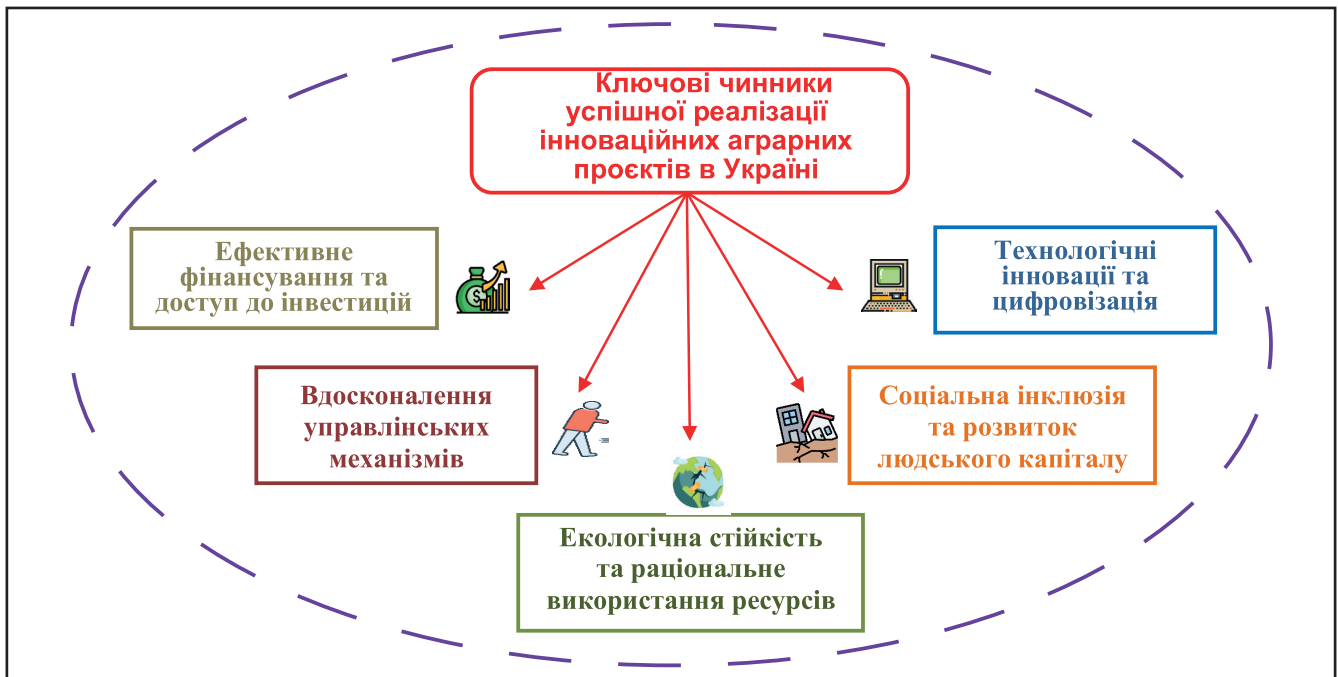 Ключові чинники
успішної реалізації
інноваційних аграрних
проєктів в Україні
Ефективне
фінансування та
доступ до інвестицій
Технологічні
інновації та
цифровізація
Вдосконалення
управлінських
механізмів
Соціальна інклюзія
та розвиток
людського капіталу
Екологічна стійкість
та раціональне
використання ресурсів